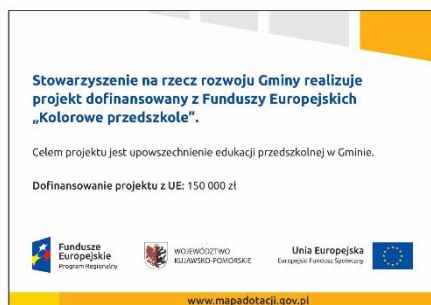 Stowarzyszenie na rzecz rozwoju Gminy realizuje
projekt dofinansowany z Funduszy Europejskich
„Kolorowe przedszkole”.
Celem projektu jest upowszechnienie edukacji przedszkolnej w Gminie.
Dofinansowanie projektu z UE: 150 000 zł
Fundusze
Europejskie
Program Regionalny
WOJEWÓDZTWO
KUJAWSKO-POMORSKIE
Unia Europejska
Europejski Fundusz Społeczny
www.mapadotacji.gov.pl